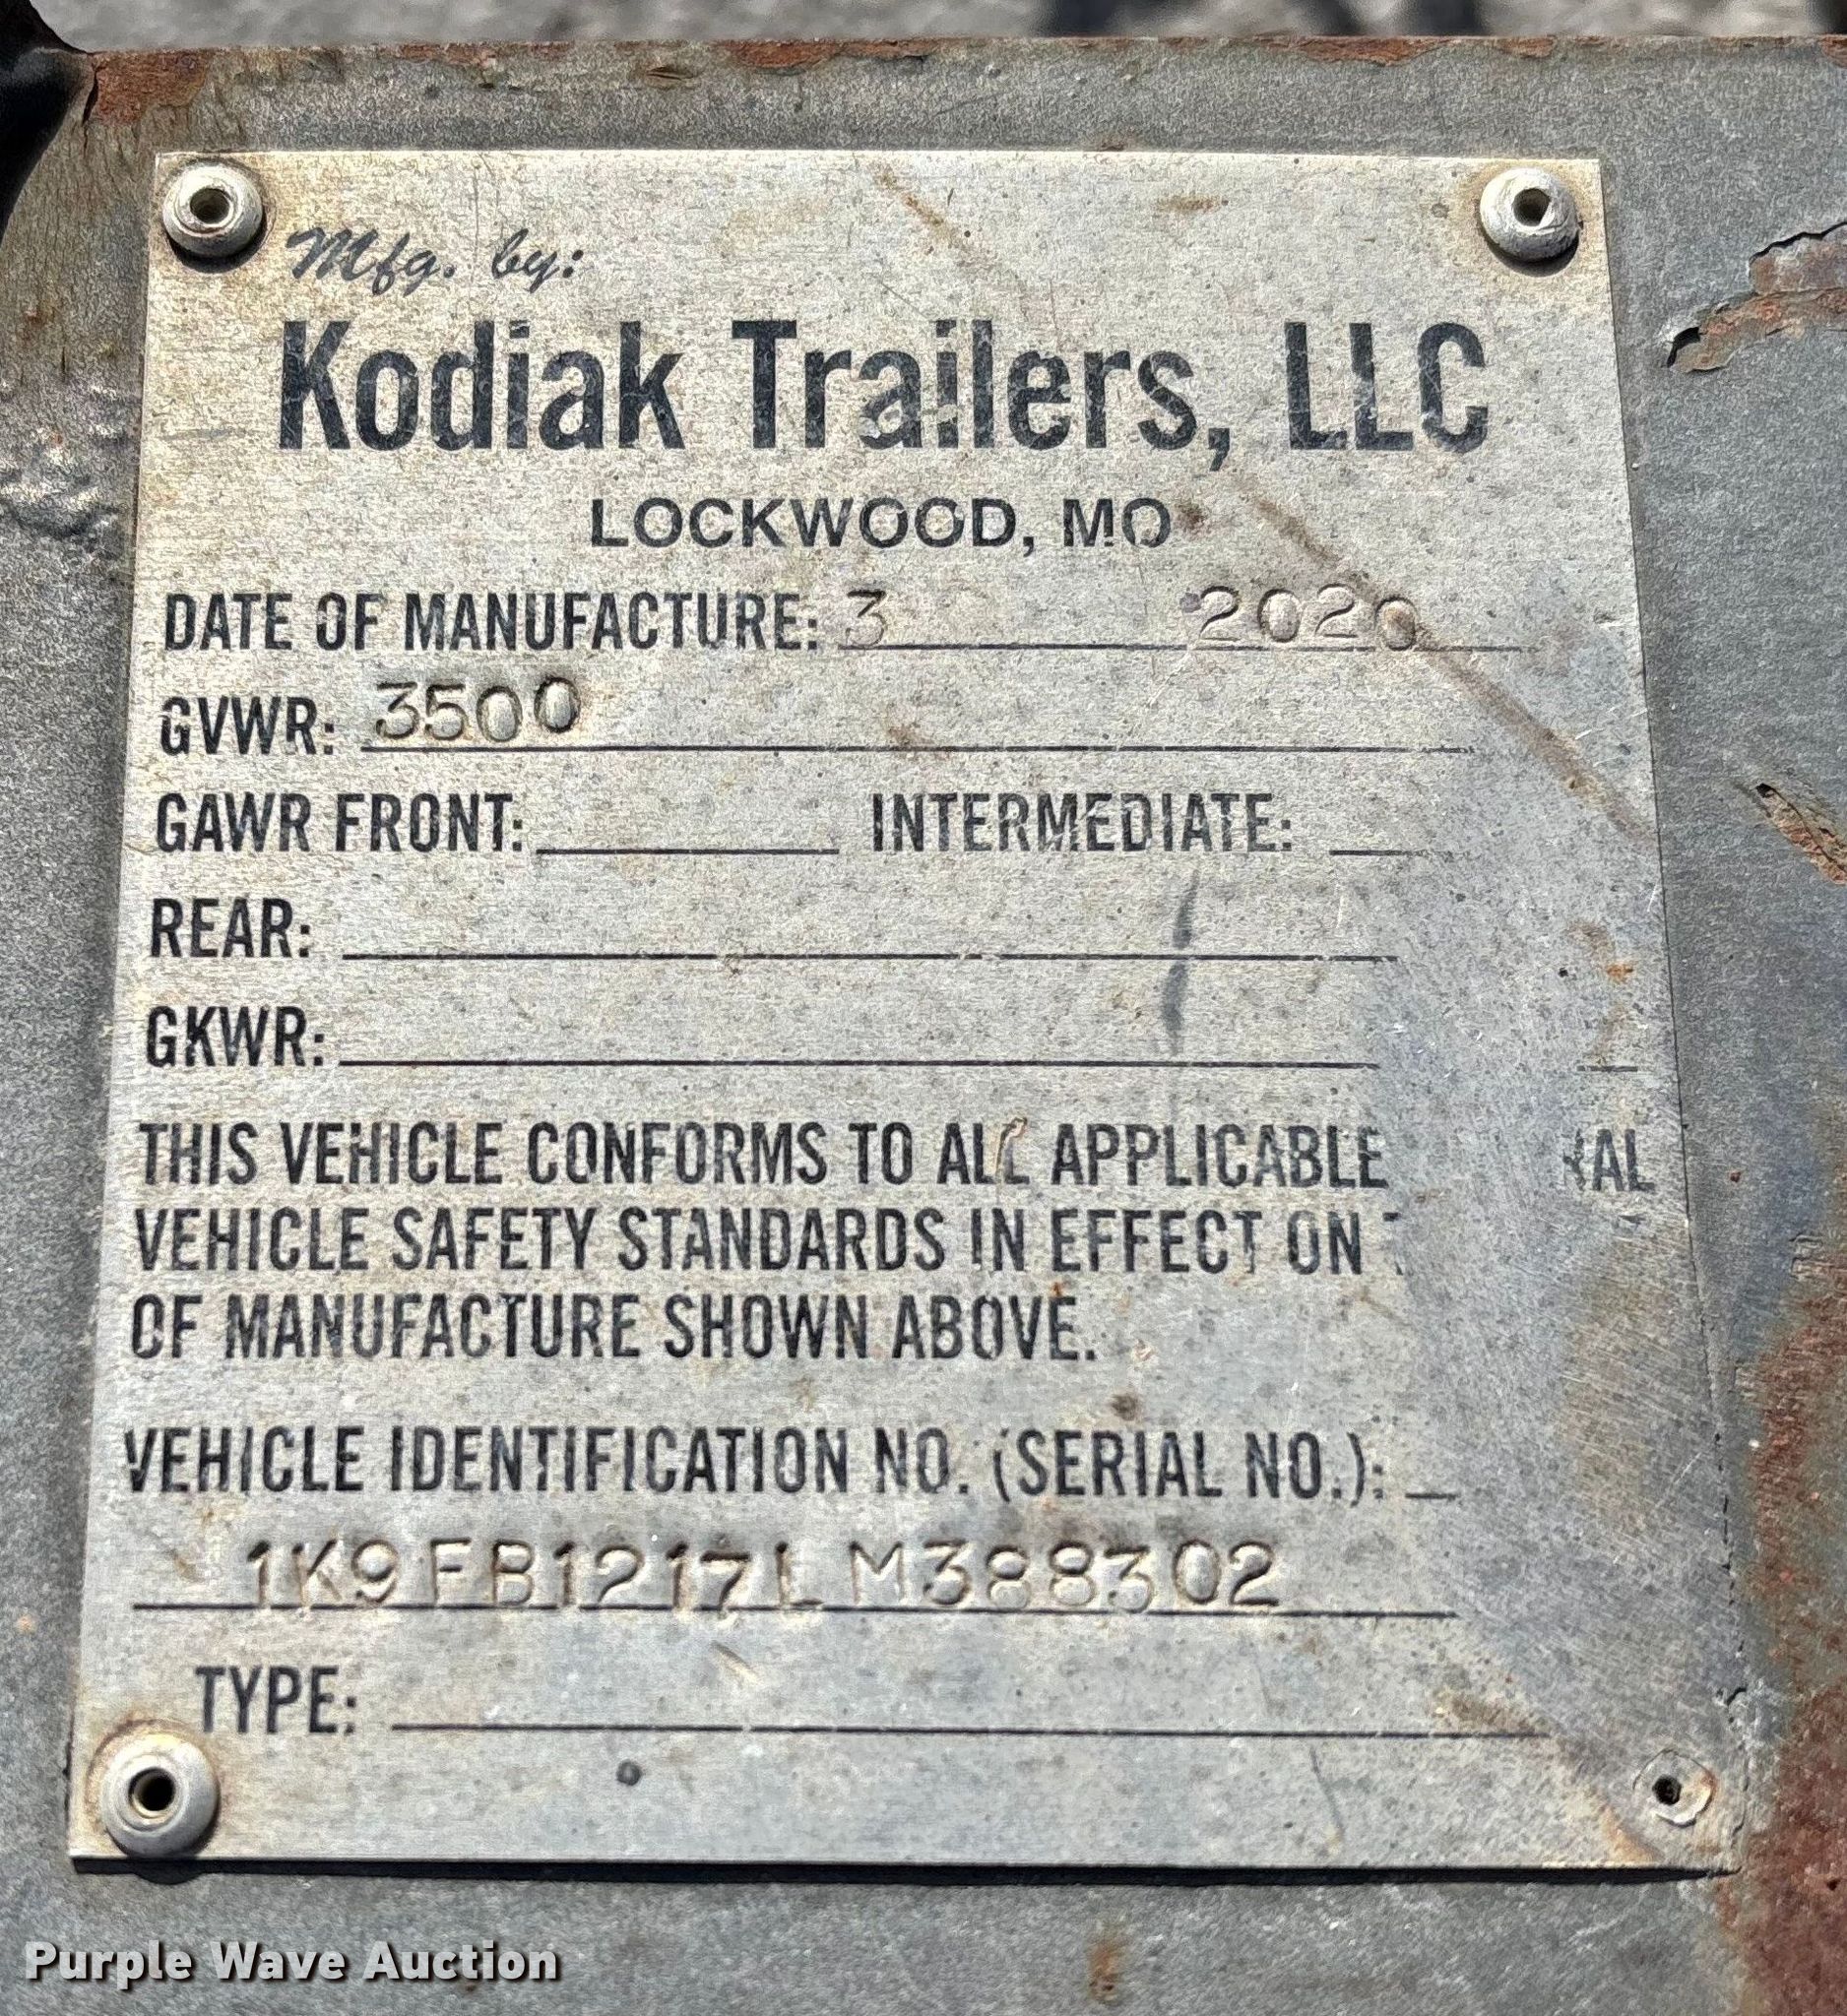 Mfg. by:
Kodiak Trailers, LLC
LOCKWOOD, MO
DATE OF MANUFACTURE: 3 2020
GVWR: 3500
GAWR FRONT: INTERMEDIATE:
REAR:
GKWR:
THIS VEHICLE CONFORMS TO ALL APPLICABLE
VEHICLE SAFETY STANDARDS IN EFFECT ON
OF MANUFACTURE SHOWN ABOVE.
VEHICLE IDENTIFICATION NO. (SERIAL NO.):
1K9FB1217LM388302
TYPE:
Purple Wave Auction